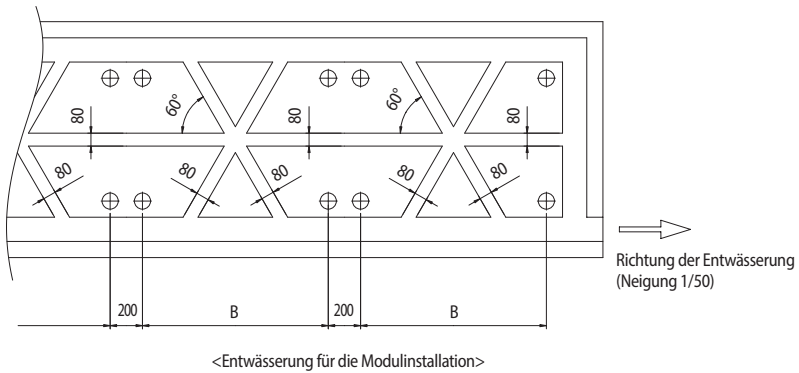 60°
60°
80
80
80
80
80
80
80
80
200
B
200
B
Richtung der Entwässerung
(Neigung 1/50)
<Entwässerung für die Modulinstallation>